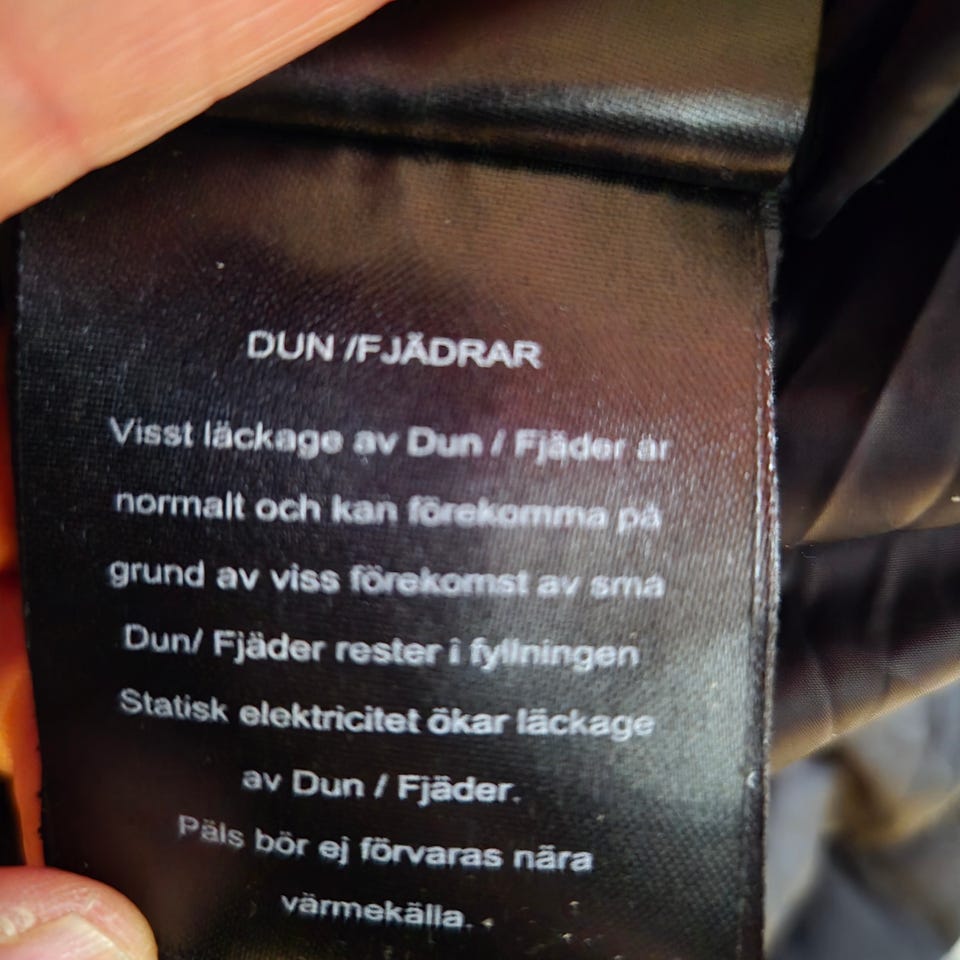 DUN /FJÄDRAR
Visst läckage av Dun / Fjäder är
normalt och kan förekomma på
grund av viss förekomst av små
Dun/ Fjäder rester i fyllningen
Statisk elektricitet ökar läckage
av Dun / Fjäder.
Päls bör ej förvaras nära
värmekälla.